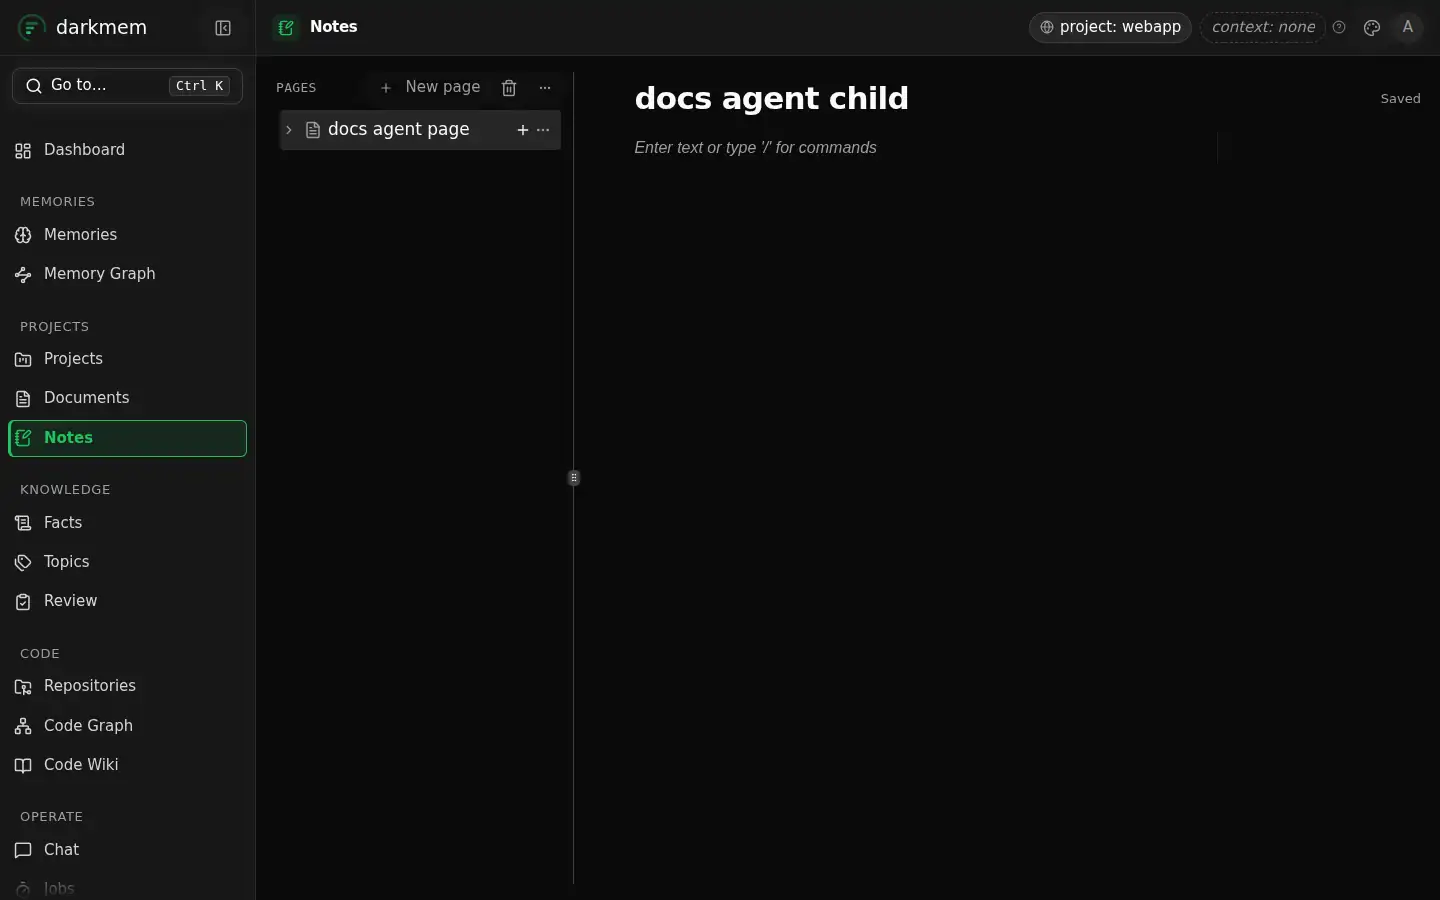 darkmem
Notes
project: webapp
context: none
A
Go to...
Ctrl K
Dashboard
MEMORIES
Memories
Memory Graph
PROJECTS
Projects
Documents
Notes
KNOWLEDGE
Facts
Topics
Review
CODE
Repositories
Code Graph
Code Wiki
OPERATE
Chat
Jobs
PAGES
New page
docs agent page
docs agent child
Saved
Enter text or type '/' for commands